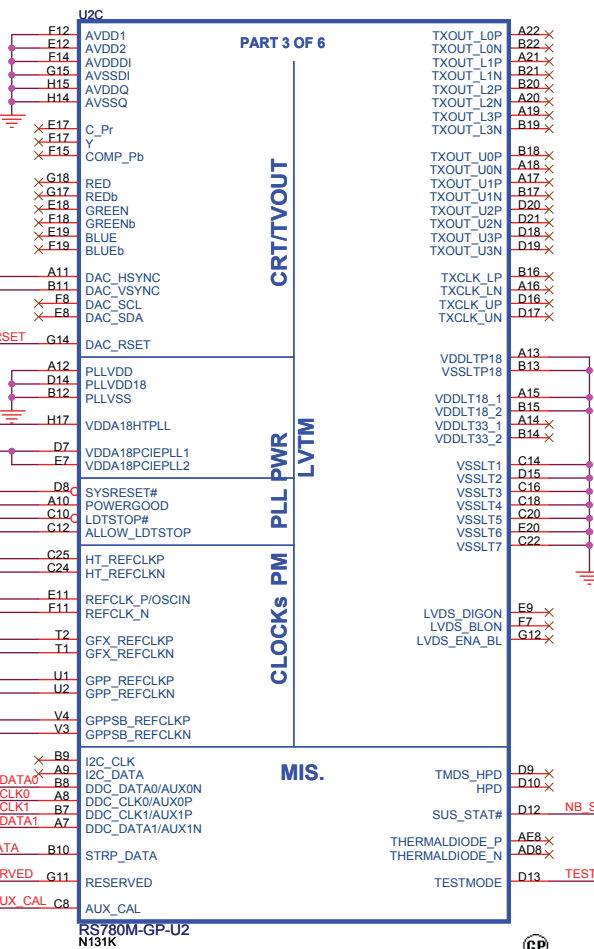 U2C
PART 3 OF 6
F12 AVDD1
E12 AVDD2
F14 AVDDDI
G15 AVSSDI
H15 AVDDQ
H14 AVSSQ
E17 C_Pr
F17 Y
F15 COMP_Pb
G18 RED
G17 REDb
E18 GREEN
F18 GREENb
E19 BLUE
F19 BLUEb
A11 DAC_HSYNC
B11 DAC_VSYNC
F8 DAC_SCL
E8 DAC_SDA
RSET G14 DAC_RSET
CRT/TVOUT
A12 PLLVDD
D14 PLLVDD18
B12 PLLVSS
H17 VDDA18HTPLL
D7 VDDA18PCIEPLL1
E7 VDDA18PCIEPLL2
PLL PWR
LVTM
D8 SYSRESET#
A10 POWERGOOD
C10 LDTSTOP#
C12 ALLOW_LDTSTOP
PM
C25 HT_REFCLKP
C24 HT_REFCLKN
E11 REFCLK_P/OSCIN
F11 REFCLK_N
T2 GFX_REFCLKP
T1 GFX_REFCLKN
U1 GPP_REFCLKP
U2 GPP_REFCLKN
V4 GPPSB_REFCLKP
V3 GPPSB_REFCLKN
CLOCKs
TXOUT_L0P A22
TXOUT_L0N B22
TXOUT_L1P A21
TXOUT_L1N B21
TXOUT_L2P B20
TXOUT_L2N A20
TXOUT_L3P A19
TXOUT_L3N B19
TXOUT_U0P B18
TXOUT_U0N A18
TXOUT_U1P A17
TXOUT_U1N B17
TXOUT_U2P D20
TXOUT_U2N D21
TXOUT_U3P D18
TXOUT_U3N D19
TXCLK_LP B16
TXCLK_LN A16
TXCLK_UP D16
TXCLK_UN D17
VDDLTP18 A13
VSSLTP18 B13
VDDLT18_1 A15
VDDLT18_2 B15
VDDLT33_1 A14
VDDLT33_2 B14
VSSLT1 C14
VSSLT2 D15
VSSLT3 C16
VSSLT4 C18
VSSLT5 C20
VSSLT6 E20
VSSLT7 C22
LVDS_DIGON E9
LVDS_BLON F7
LVDS_ENA_BL G12
MIS.
B9 I2C_CLK
A9 I2C_DATA
DATA0 B8 DDC_DATA0/AUX0N
CLK0 A8 DDC_CLK0/AUX0P
CLK1 B7 DDC_CLK1/AUX1P
DATA1 A7 DDC_DATA1/AUX1N
ATA B10 STRP_DATA
RVED G11 RESERVED
UX_CAL C8 AUX_CAL
TMDS_HPD D9
HPD D10
SUS_STAT# D12 NB_S
THERMALDIODE_P AE8
THERMALDIODE_N AD8
TESTMODE D13 TEST
RS780M-GP-U2
N131K
GP